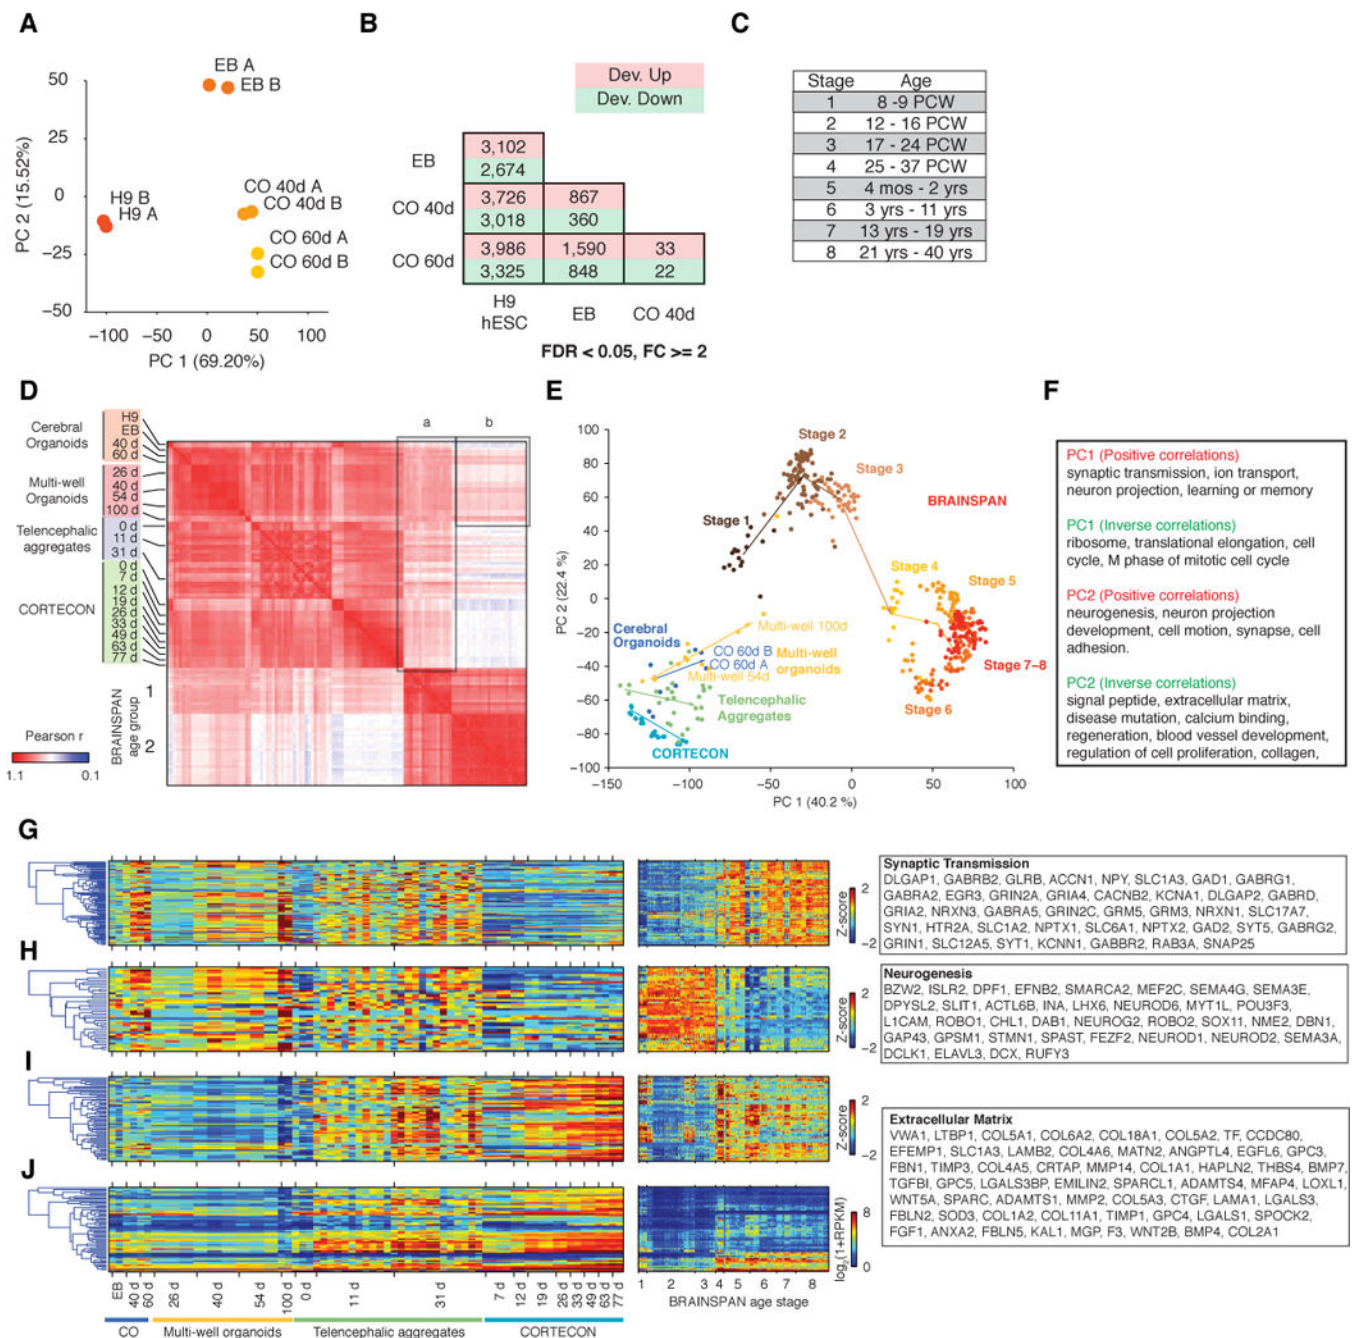 A
EB A
EB B
H9 B
H9 A
CO 40d A
CO 40d B
CO 60d A
CO 60d B
50
25
0
−25
−50
PC 2 (15.52%)
−100 −50 0 50 100
PC 1 (69.20%)
B
Dev. Up
Dev. Down
EB
3,102
2,674
CO 40d
3,726 867
3,018 360
CO 60d
3,986 1,590 33
3,325 848 22
H9
hESC EB CO 40d
FDR < 0.05, FC >= 2
C
Stage Age
1 8 -9 PCW
2 12 - 16 PCW
3 17 - 24 PCW
4 25 - 37 PCW
5 4 mos - 2 yrs
6 3 yrs - 11 yrs
7 13 yrs - 19 yrs
8 21 yrs - 40 yrs
D
a b
Cerebral
Organoids
H9
EB
40 d
60 d
Multi-well
Organoids
26 d
40 d
54 d
100 d
Telencephalic
aggregates
0 d
11 d
31 d
CORTECON
0 d
7 d
12 d
19 d
26 d
33 d
49 d
63 d
77 d
BRAINSPAN
age group
1
2
Pearson r
1.1 0.1
E
100
80
60
40
20
0
−20
−40
−60
−80
−100
PC 2 (22.4 %)
Stage 2
Stage 3
Stage 1
BRAINSPAN
Stage 4
Stage 5
Stage 7−8
Stage 6
Cerebral
Organoids
Multi-well 100d
CO 60d B
CO 60d A
Multi-well
organoids
Multi-well 54d
Telencephalic
Aggregates
CORTECON
−150 −100 −50 0 50 100
PC 1 (40.2 %)
F
PC1 (Positive correlations)
synaptic transmission, ion transport,
neuron projection, learning or memory
PC1 (Inverse correlations)
ribosome, translational elongation, cell
cycle, M phase of mitotic cell cycle
PC2 (Positive correlations)
neurogenesis, neuron projection
development, cell motion, synapse, cell
adhesion.
PC2 (Inverse correlations)
signal peptide, extracellular matrix,
disease mutation, calcium binding,
regeneration, blood vessel development,
regulation of cell proliferation, collagen,
G
Z-score
2
−2
Synaptic Transmission
DLGAP1, GABRB2, GLRB, ACCN1, NPY, SLC1A3, GAD1, GABRG1,
GABRA2, EGR3, GRIN2A, GRIA4, CACNB2, KCNA1, DLGAP2, GABRD,
GRIA2, NRXN3, GABRA5, GRIN2C, GRM5, GRM3, NRXN1, SLC17A7,
SYN1, HTR2A, SLC1A2, NPTX1, SLC6A1, NPTX2, GAD2, SYT5, GABRG2,
GRIN1, SLC12A5, SYT1, KCNN1, GABBR2, RAB3A, SNAP25
H
Z-score
2
−2
Neurogenesis
BZW2, ISLR2, DPF1, EFNB2, SMARCA2, MEF2C, SEMA4G, SEMA3E,
DPYSL2, SLIT1, ACTL6B, INA, LHX6, NEUROD6, MYT1L, POU3F3,
L1CAM, ROBO1, CHL1, DAB1, NEUROG2, ROBO2, SOX11, NME2, DBN1,
GAP43, GPSM1, STMN1, SPAST, FEZF2, NEUROD1, NEUROD2, SEMA3A,
DCLK1, ELAVL3, DCX, RUFY3
I
Z-score
2
−2
Extracellular Matrix
VWA1, LTBP1, COL5A1, COL6A2, COL18A1, COL5A2, TF, CCDC80,
EFEMP1, SLC1A3, LAMB2, COL4A6, MATN2, ANGPTL4, EGFL6, GPC3,
FBN1, TIMP3, COL4A5, CRTAP, MMP14, COL1A1, HAPLN2, THBS4, BMP7,
TGFBI, GPC5, LGALS3BP, EMILIN2, SPARCL1, ADAMTS4, MFAP4, LOXL1,
WNT5A, SPARC, ADAMTS1, MMP2, COL5A3, CTGF, LAMA1, LGALS3,
FBLN2, SOD3, COL1A2, COL11A1, TIMP1, GPC4, LGALS1, SPOCK2,
FGF1, ANXA2, FBLN5, KAL1, MGP, F3, WNT2B, BMP4, COL2A1
J
log2(1+RPKM)
8
0
EB 40 d 60 d 26 d 40 d 54 d 100 d 0 d 11 d 31 d 7 d 12 d 19 d 26 d 33 d 49 d 63 d 77 d
1 2 3 4 5 6 7 8
BRAINSPAN age stage
CO Multi-well organoids Telencephalic aggregates CORTECON